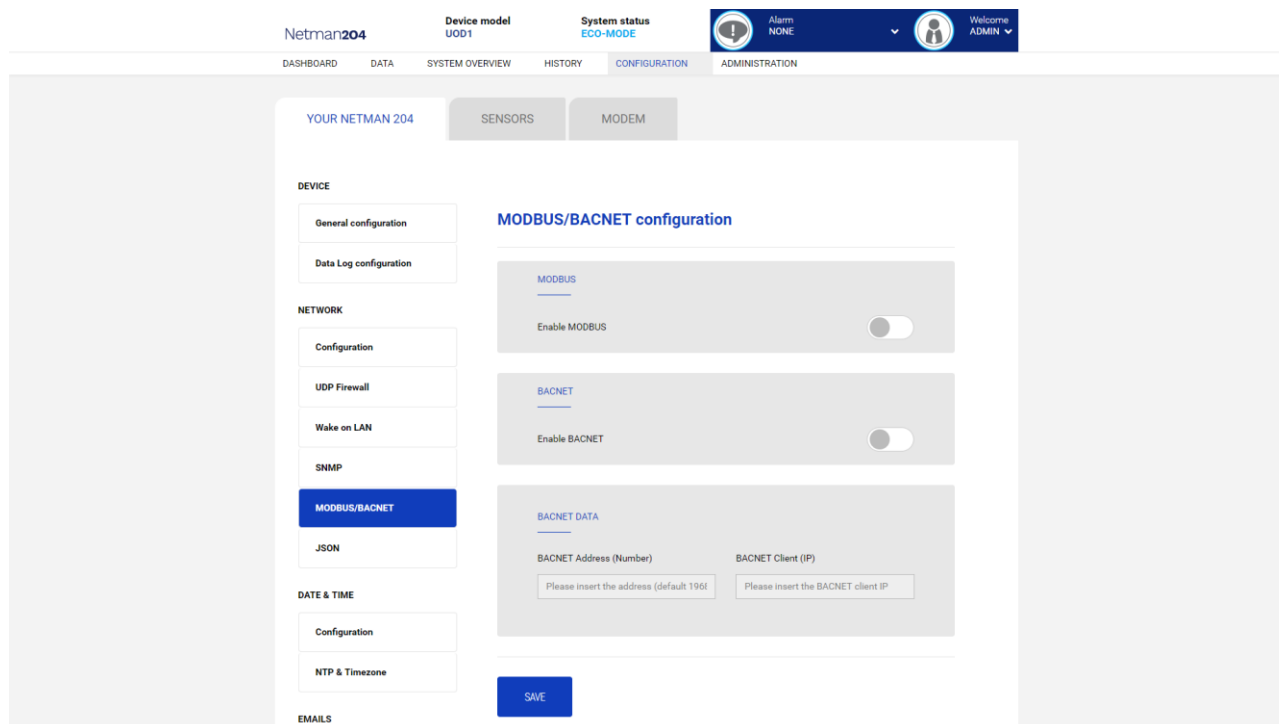 Netman204
Device model
UOD1
System status
ECO-MODE
Alarm
NONE
Welcome
ADMIN
DASHBOARD DATA SYSTEM OVERVIEW HISTORY CONFIGURATION ADMINISTRATION
YOUR NETMAN 204 SENSORS MODEM
DEVICE
General configuration
Data Log configuration
NETWORK
Configuration
UDP Firewall
Wake on LAN
SNMP
MODBUS/BACNET
JSON
DATE & TIME
Configuration
NTP & Timezone
EMAILS
MODBUS/BACNET configuration
MODBUS
Enable MODBUS
BACNET
Enable BACNET
BACNET DATA
BACNET Address (Number) BACNET Client (IP)
Please insert the address (default Please insert the BACNET client IP
SAVE